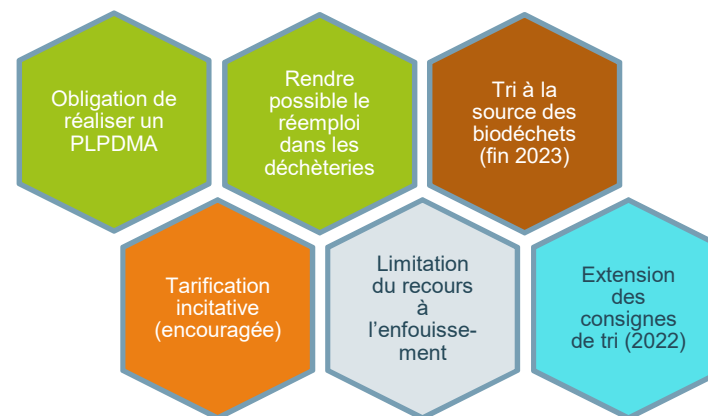 Obligation de
réaliser un
PLPDMA
Rendre
possible le
réemploi
dans les
déchèteries
Tri à la
source des
biodéchets
(fin 2023)
Tarification
incitative
(encouragée)
Limitation
du recours
à
l'enfouisse-
ment
Extension
des
consignes
de tri (2022)